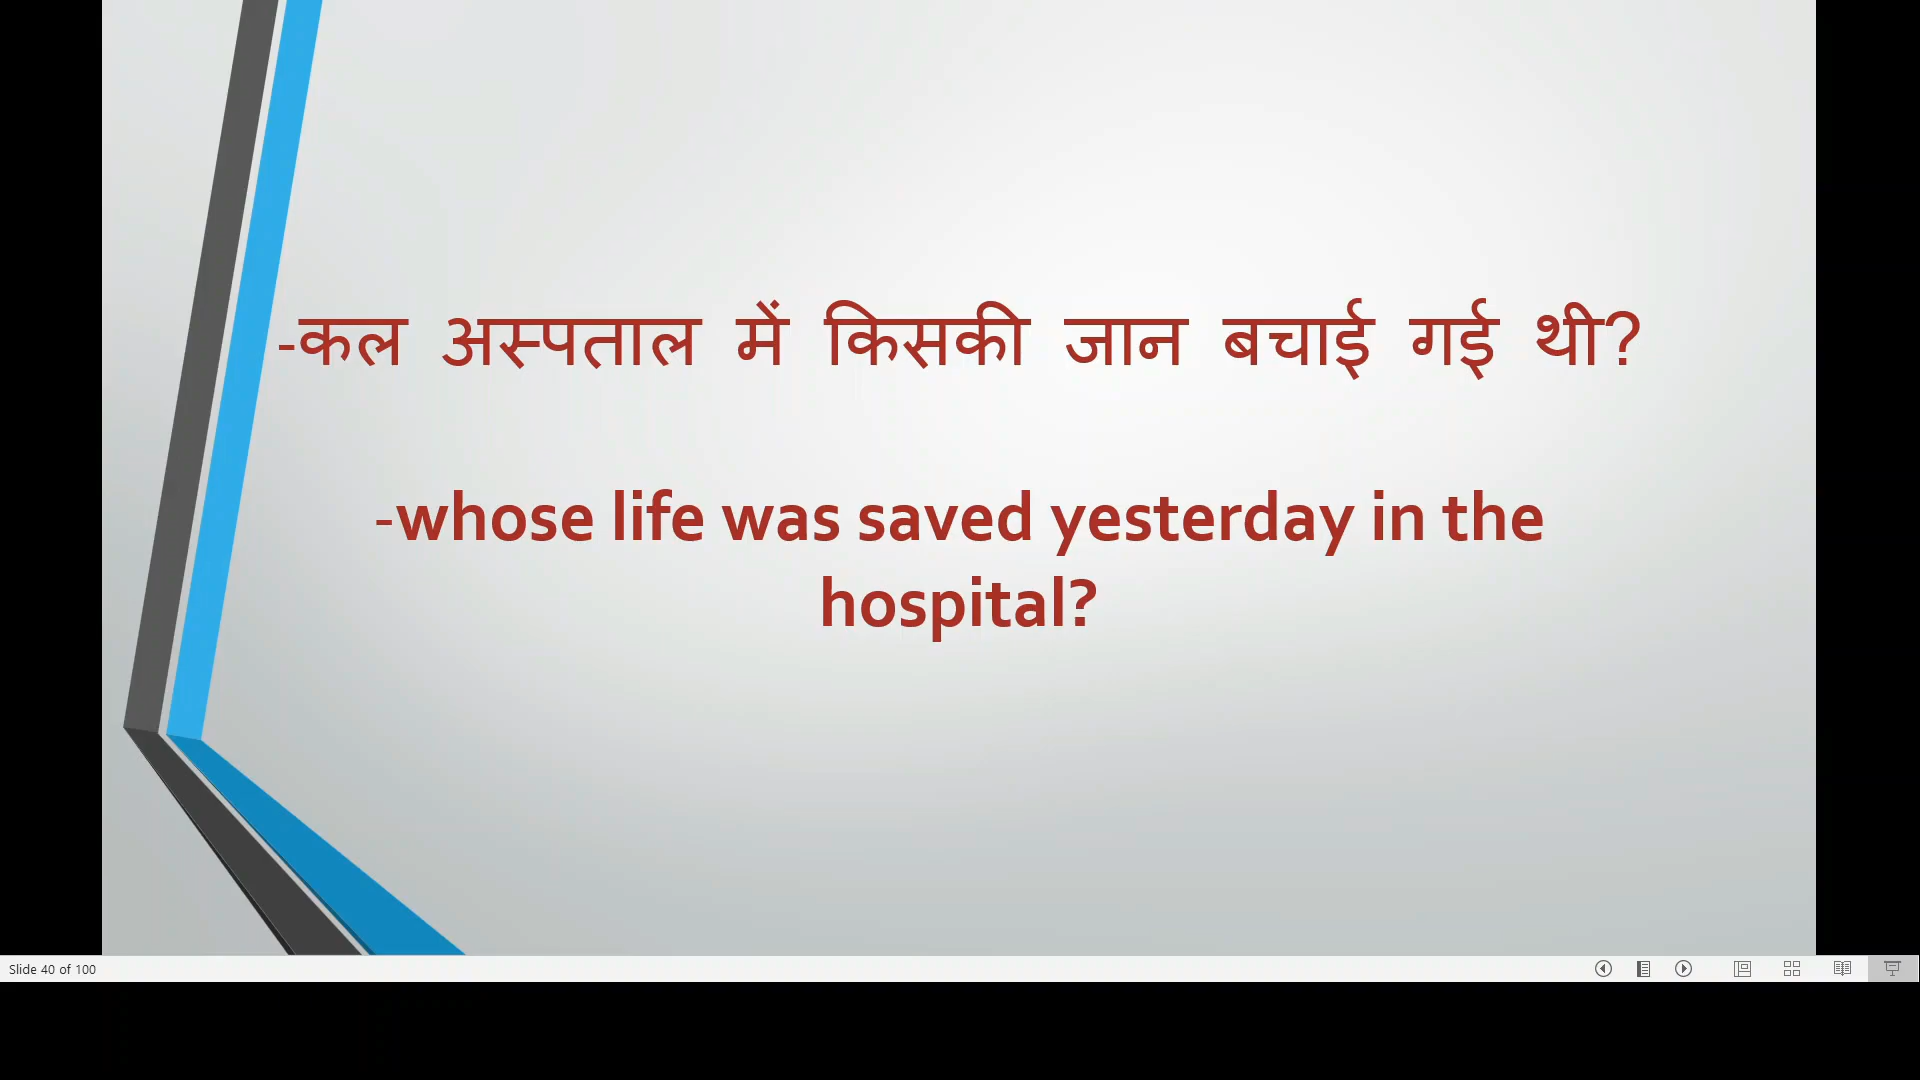 -कल अस्पताल में किसकी जान बचाई गई थी?
-whose life was saved yesterday in the
hospital?
Slide 40 of 100